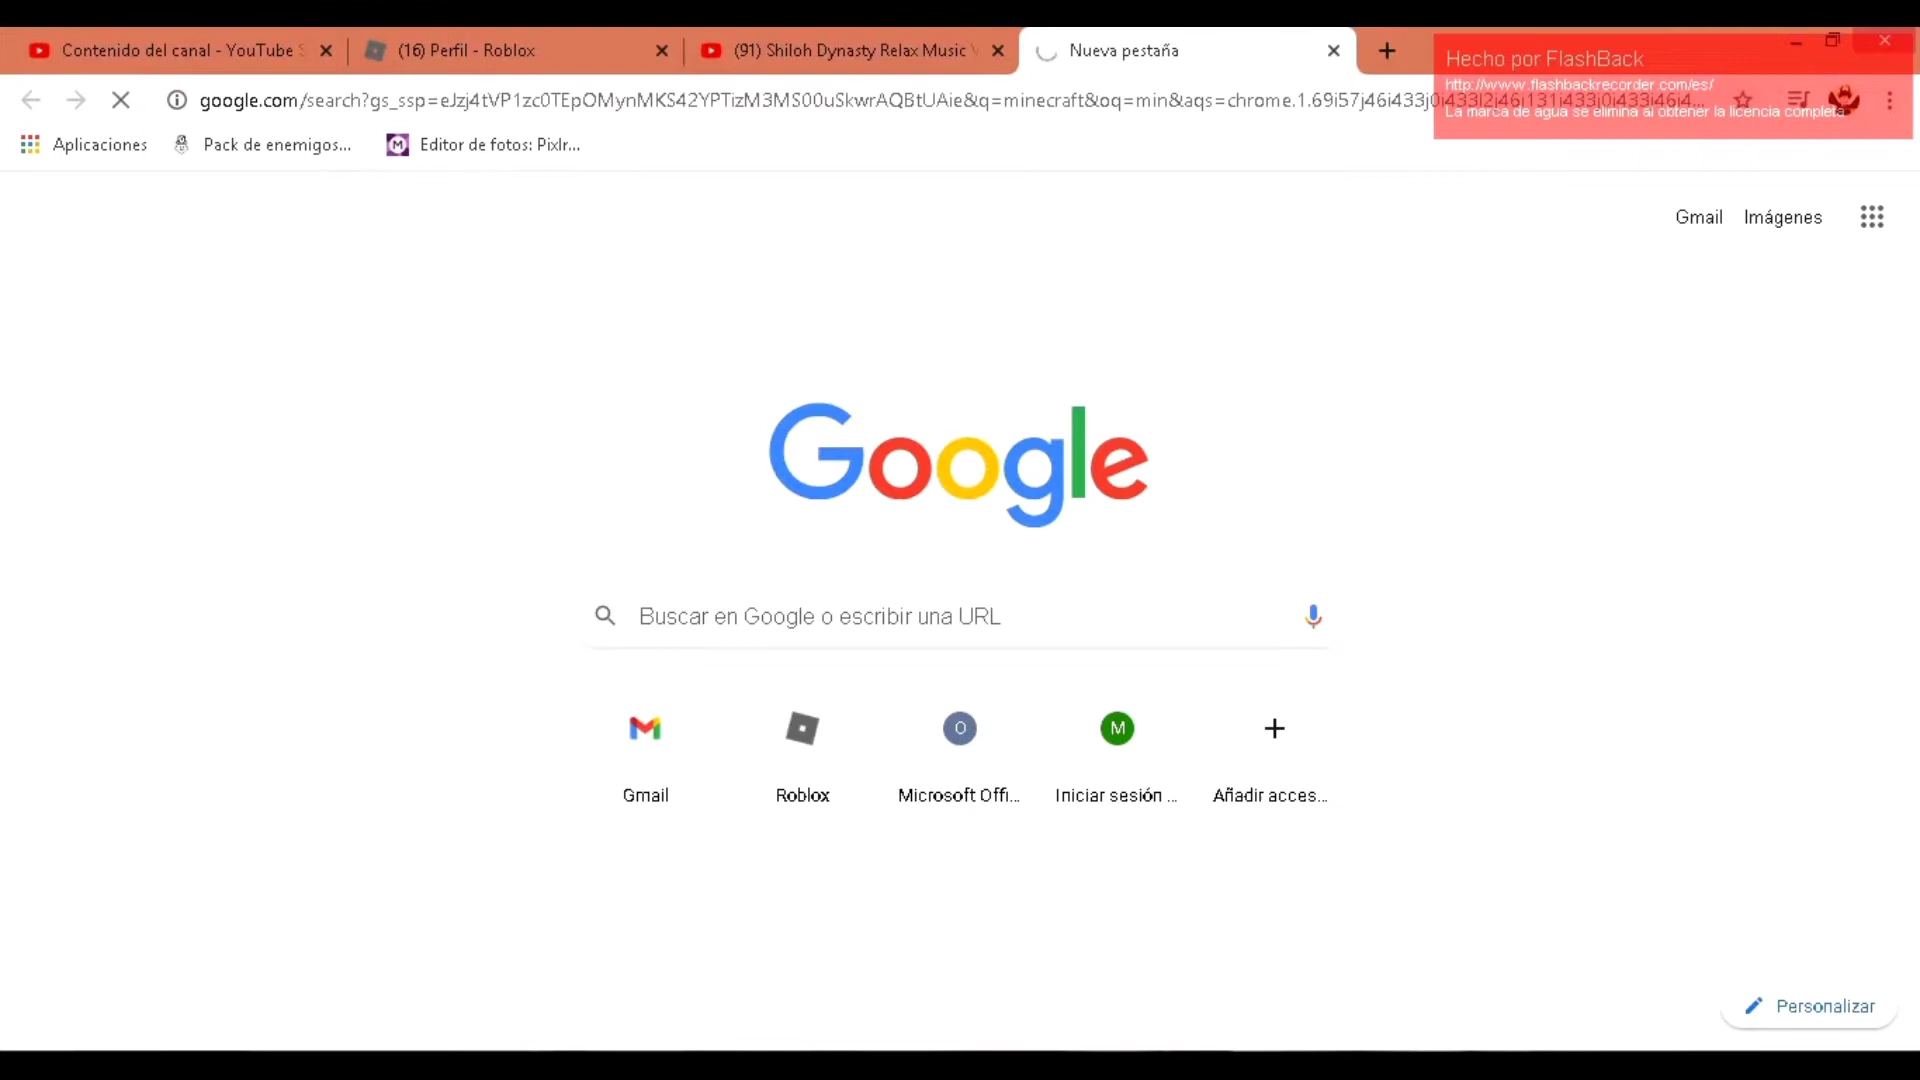 Contenido del canal - YouTube
(16) Perfil - Roblox
(91) Shiloh Dynasty Relax Music
Nueva pestaña
Hecho por FlashBack
http://www.flashbackrecorder.com/es/
La marca de agua se elimina al obtener la licencia completa
google.com/search?gs_ssp=eJzj4tVP1zc0TEpOMynMKS42YPTizM3MS00uSkwrAQBtUAie&q=minecraft&oq=min&aqs=chrome.1.69i57j46i433j0i433l2j46i131i433j0i433i46i4...
Aplicaciones
Pack de enemigos...
Editor de fotos: Pixlr...
Gmail
Imágenes
Google
Buscar en Google o escribir una URL
O
M
Gmail
Roblox
Microsoft Offi...
Iniciar sesión ...
Añadir acces...
Personalizar